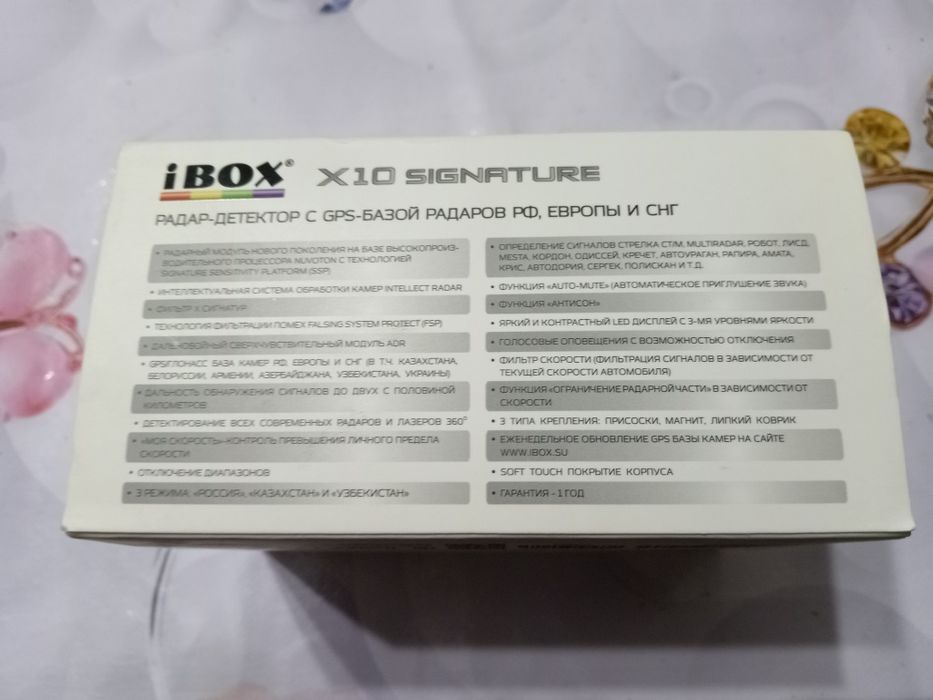 iBOX® X10 SIGNATURE
РАДАР-ДЕТЕКТОР С GPS-БАЗОЙ РАДАРОВ РФ, ЕВРОПЫ И СНГ
• РАДАРНЫЙ МОДУЛЬ НОВОГО ПОКОЛЕНИЯ НА БАЗЕ ВЫСОКОПРОИЗ-
ВОДИТЕЛЬНОГО ПРОЦЕССОРА NUVOTON С ТЕХНОЛОГИЕЙ
SIGNATURE SENSITIVITY PLATFORM (SSP)
• ИНТЕЛЛЕКТУАЛЬНАЯ СИСТЕМА ОБРАБОТКИ КАМЕР INTELLECT RADAR
• ФИЛЬТР Х СИГНАТУР
• ТЕХНОЛОГИЯ ФИЛЬТРАЦИИ ПОМЕХ FALSING SYSTEM PROTECT (FSP)
• ДАЛЬНОБОЙНЫЙ СВЕРХЧУВСТВИТЕЛЬНЫЙ МОДУЛЬ ADR
• GPS/ГЛОНАСС БАЗА КАМЕР РФ, ЕВРОПЫ И СНГ (В Т.Ч. КАЗАХСТАНА,
БЕЛОРУССИИ, АРМЕНИИ, АЗЕРБАЙДЖАНА, УЗБЕКИСТАНА, УКРАИНЫ)
• ДАЛЬНОСТЬ ОБНАРУЖЕНИЯ СИГНАЛОВ ДО ДВУХ С ПОЛОВИНОЙ
КИЛОМЕТРОВ
• ДЕТЕКТИРОВАНИЕ ВСЕХ СОВРЕМЕННЫХ РАДАРОВ И ЛАЗЕРОВ 360°
• «МОЯ СКОРОСТЬ»-КОНТРОЛЬ ПРЕВЫШЕНИЯ ЛИЧНОГО ПРЕДЕЛА
СКОРОСТИ
• ОТКЛЮЧЕНИЕ ДИАПАЗОНОВ
• 3 РЕЖИМА: «РОССИЯ», «КАЗАХСТАН» И «УЗБЕКИСТАН»
• ОПРЕДЕЛЕНИЕ СИГНАЛОВ СТРЕЛКА СТ/М, MULTIRADAR, РОБОТ, ЛИСД,
MESTA, КОРДОН, ОДИССЕЙ, КРЕЧЕТ, АВТОУРАГАН, РАПИРА, АМАТА,
КРИС, АВТОДОРИЯ, СЕРГЕК, ПОЛИСКАН И Т.Д.
• ФУНКЦИЯ «AUTO-MUTE» (АВТОМАТИЧЕСКОЕ ПРИГЛУШЕНИЕ ЗВУКА)
• ФУНКЦИЯ «АНТИСОН»
• ЯРКИЙ И КОНТРАСТНЫЙ LED ДИСПЛЕЙ С 3-МЯ УРОВНЯМИ ЯРКОСТИ
• ГОЛОСОВЫЕ ОПОВЕЩЕНИЯ С ВОЗМОЖНОСТЬЮ ОТКЛЮЧЕНИЯ
• ФИЛЬТР СКОРОСТИ (ФИЛЬТРАЦИЯ СИГНАЛОВ В ЗАВИСИМОСТИ ОТ
ТЕКУЩЕЙ СКОРОСТИ АВТОМОБИЛЯ)
• ФУНКЦИЯ «ОГРАНИЧЕНИЕ РАДАРНОЙ ЧАСТИ» В ЗАВИСИМОСТИ ОТ
СКОРОСТИ
• 3 ТИПА КРЕПЛЕНИЯ: ПРИСОСКИ, МАГНИТ, ЛИПКИЙ КОВРИК
• ЕЖЕНЕДЕЛЬНОЕ ОБНОВЛЕНИЕ GPS БАЗЫ КАМЕР НА САЙТЕ
WWW.IBOX.SU
• SOFT TOUCH ПОКРЫТИЕ КОРПУСА
• ГАРАНТИЯ - 1 ГОД